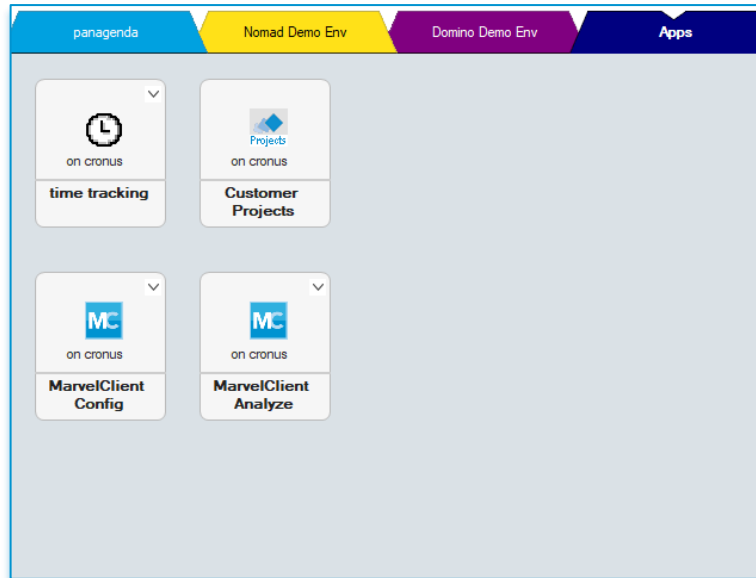 panagenda
Nomad Demo Env
Domino Demo Env
Apps
on cronus
time tracking
Projects
on cronus
Customer
Projects
MC
on cronus
MarvelClient
Config
MC
on cronus
MarvelClient
Analyze